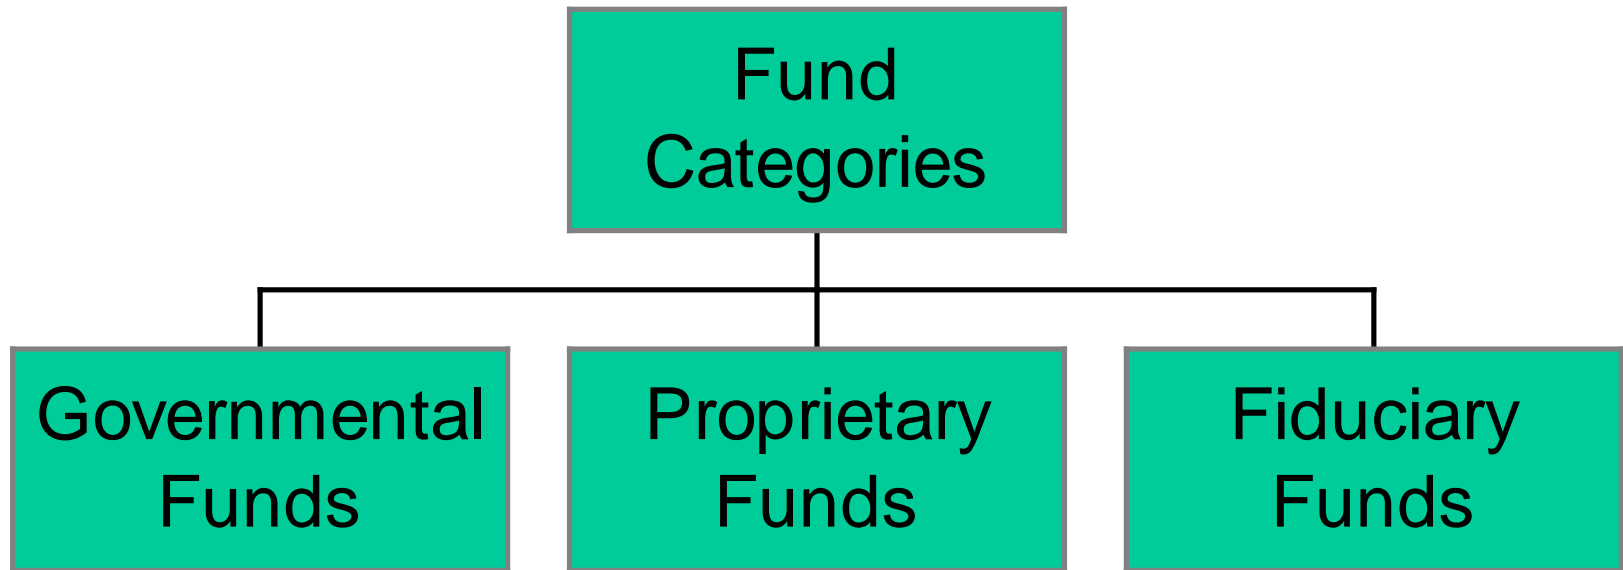 Fund
Categories
Governmental
Funds
Proprietary
Funds
Fiduciary
Funds